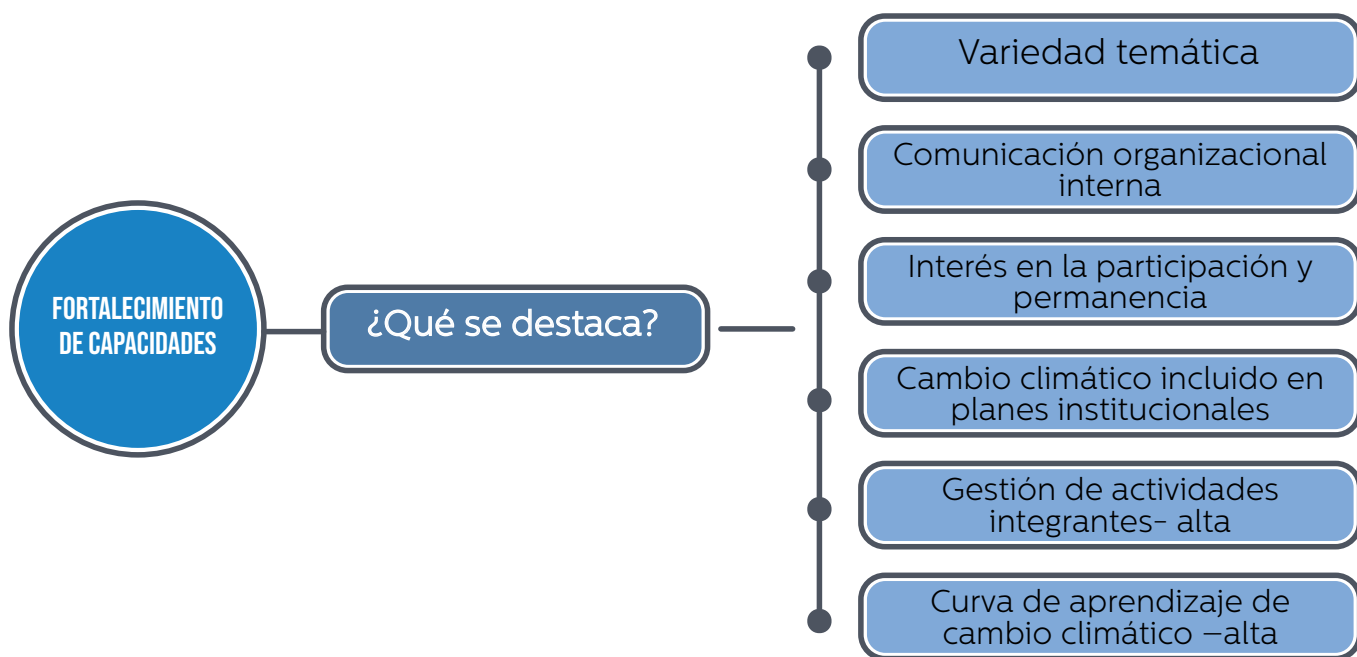 FORTALECIMIENTO
DE CAPACIDADES
¿Qué se destaca?
Variedad temática
Comunicación organizacional
interna
Interés en la participación y
permanencia
Cambio climático incluido en
planes institucionales
Gestión de actividades
integrantes- alta
Curva de aprendizaje de
cambio climático –alta